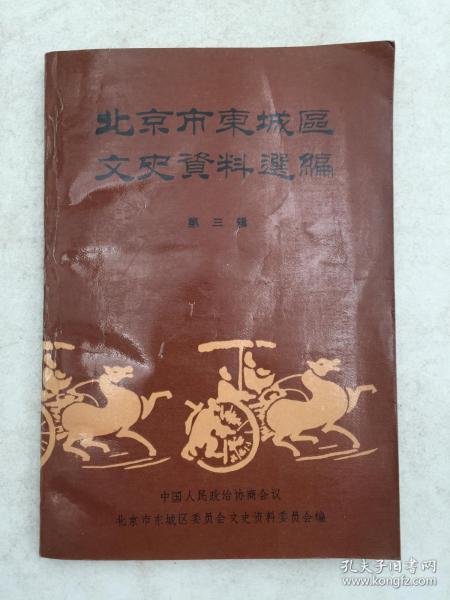 北京市東城區
文史資料選編
第三辑
中国人民政治协商会议
北京市东城区委员会文史资料委员会编
孔夫子旧书网
kongfz.com